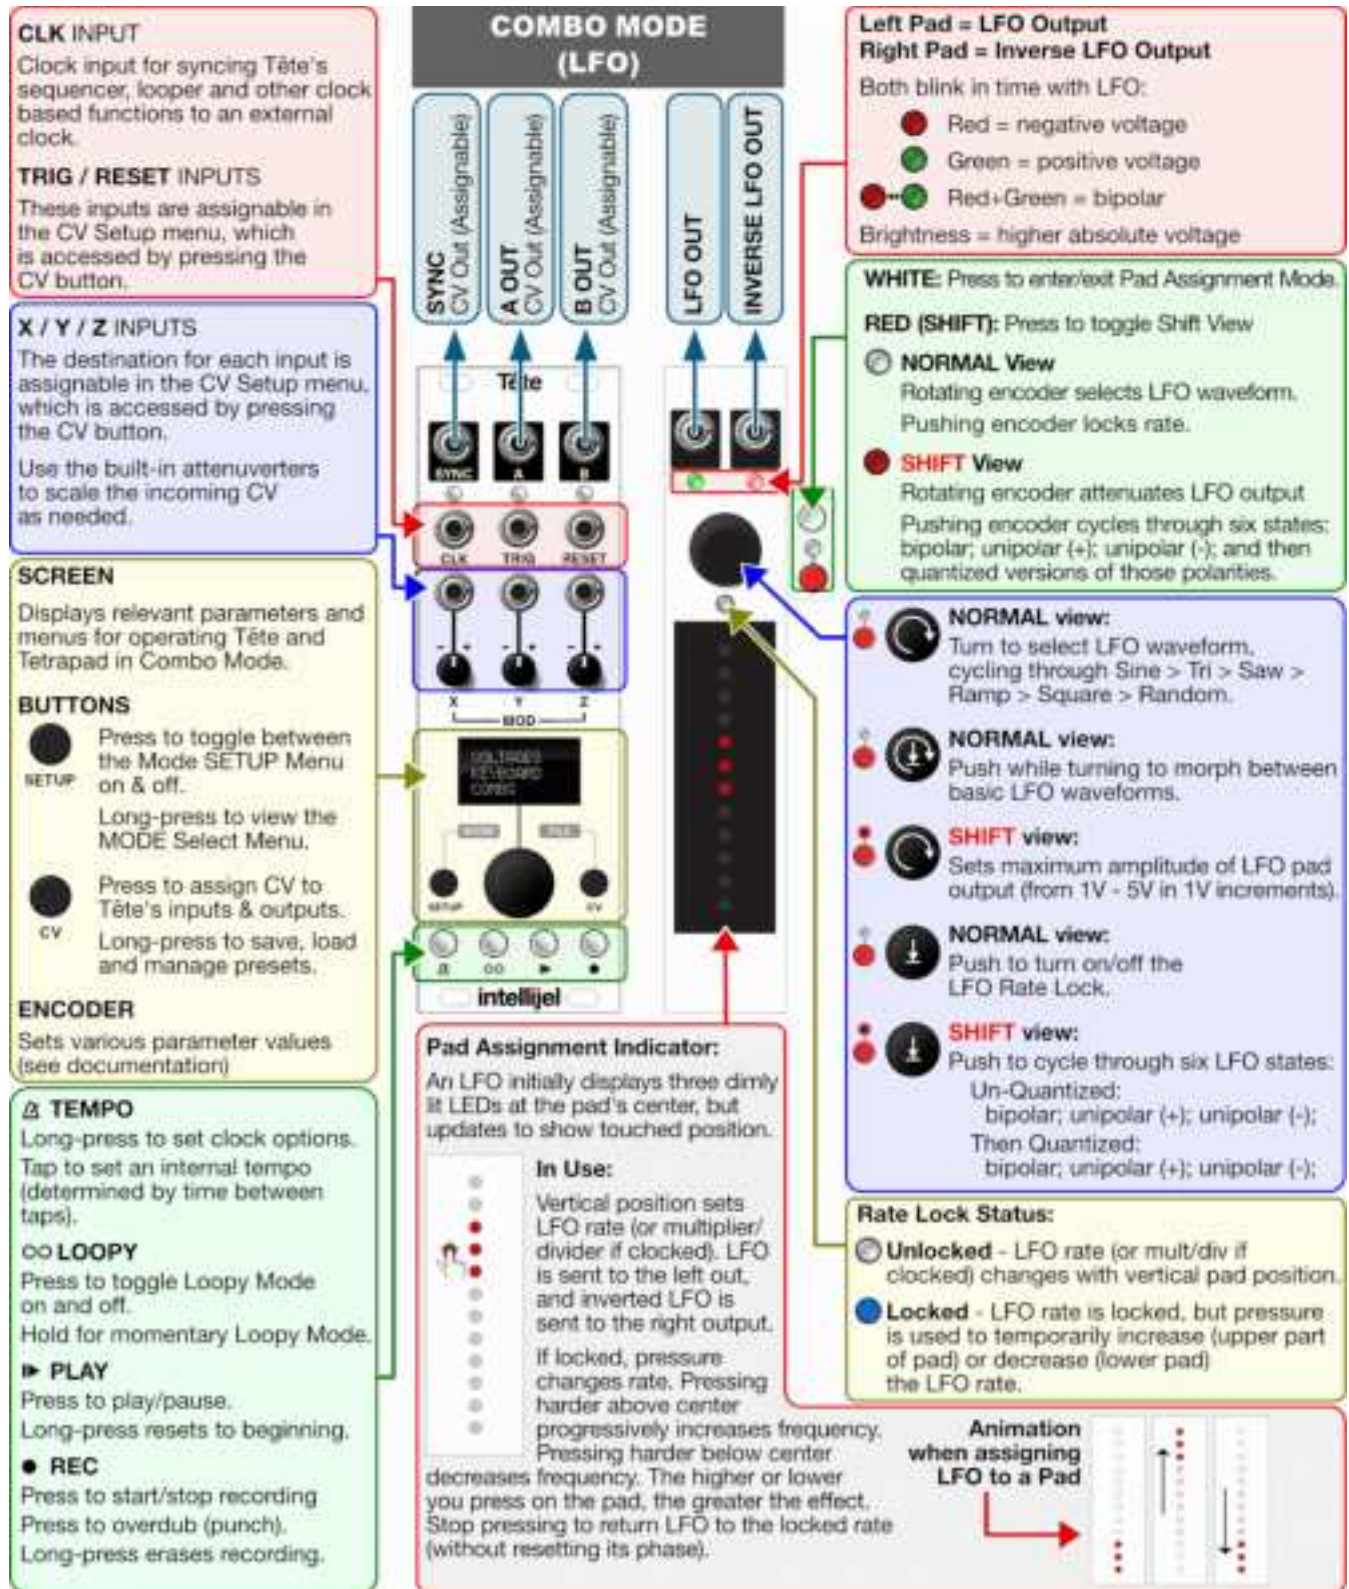 CLK INPUT
Clock input for syncing Tête's
sequencer, looper and other clock
based functions to an external
clock.
TRIG / RESET INPUTS
These inputs are assignable in
the CV Setup menu, which
is accessed by pressing the
CV button.
X / Y / Z INPUTS
The destination for each input is
assignable in the CV Setup menu,
which is accessed by pressing
the CV button.
Use the built-in attenuverters
to scale the incoming CV
as needed.
SCREEN
Displays relevant parameters and
menus for operating Tête and
Tetrapad in Combo Mode.
BUTTONS
SETUP
Press to toggle between
the Mode SETUP Menu
on & off.
Long-press to view the
MODE Select Menu.
CV
Press to assign CV to
Tête's inputs & outputs.
Long-press to save, load
and manage presets.
ENCODER
Sets various parameter values
(see documentation)
TEMPO
Long-press to set clock options.
Tap to set an internal tempo
(determined by time between
taps).
LOOPY
Press to toggle Loopy Mode
on and off.
Hold for momentary Loopy Mode.
PLAY
Press to play/pause.
Long-press resets to beginning.
REC
Press to start/stop recording
Press to overdub (punch).
Long-press erases recording.
COMBO MODE
(LFO)
SYNC
CV Out (Assignable)
A OUT
CV Out (Assignable)
B OUT
CV Out (Assignable)
LFO OUT
INVERSE LFO OUT
Tête
SYNC
A
B
CLK
TRIG
RESET
- +
- +
- +
X
Y
Z
MOD
VOLTAGES
KEYBOARD
COMBO
MODE
FILE
SETUP
CV
intellijel
Left Pad = LFO Output
Right Pad = Inverse LFO Output
Both blink in time with LFO:
Red = negative voltage
Green = positive voltage
Red+Green = bipolar
Brightness = higher absolute voltage
WHITE: Press to enter/exit Pad Assignment Mode.
RED (SHIFT): Press to toggle Shift View
NORMAL View
Rotating encoder selects LFO waveform.
Pushing encoder locks rate.
SHIFT View
Rotating encoder attenuates LFO output
Pushing encoder cycles through six states:
bipolar; unipolar (+); unipolar (-); and then
quantized versions of those polarities.
NORMAL view:
Turn to select LFO waveform,
cycling through Sine > Tri > Saw >
Ramp > Square > Random.
NORMAL view:
Push while turning to morph between
basic LFO waveforms.
SHIFT view:
Sets maximum amplitude of LFO pad
output (from 1V - 5V in 1V increments).
NORMAL view:
Push to turn on/off the
LFO Rate Lock.
SHIFT view:
Push to cycle through six LFO states:
Un-Quantized:
bipolar; unipolar (+); unipolar (-);
Then Quantized:
bipolar; unipolar (+); unipolar (-);
Rate Lock Status:
Unlocked - LFO rate (or mult/div if
clocked) changes with vertical pad position.
Locked - LFO rate is locked, but pressure
is used to temporarily increase (upper part
of pad) or decrease (lower pad)
the LFO rate.
Pad Assignment Indicator:
An LFO initially displays three dimly
lit LEDs at the pad's center, but
updates to show touched position.
In Use:
Vertical position sets
LFO rate (or multiplier/
divider if clocked). LFO
is sent to the left out,
and inverted LFO is
sent to the right output.
If locked, pressure
changes rate. Pressing
harder above center
progressively increases frequency.
Pressing harder below center
decreases frequency. The higher or lower
you press on the pad, the greater the effect.
Stop pressing to return LFO to the locked rate
(without resetting its phase).
Animation
when assigning
LFO to a Pad